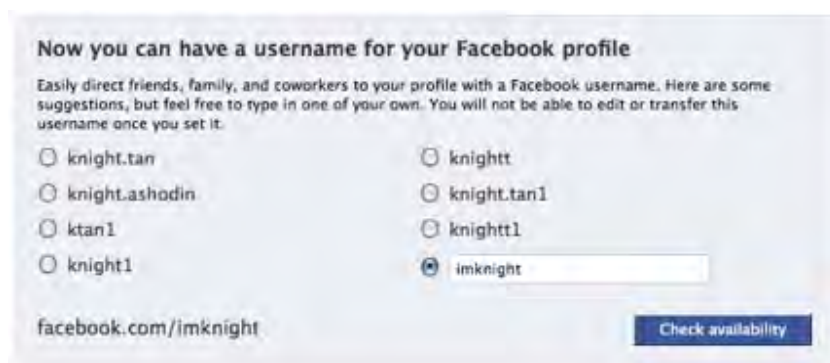 Now you can have a username for your Facebook profile
Easily direct friends, family, and coworkers to your profile with a Facebook username. Here are some
suggestions, but feel free to type in one of your own. You will not be able to edit or transfer this
username once you set it.
knight.tan knightt
knight.ashodin knight.tan1
ktan1 knightt1
knight1 imknight
facebook.com/imknight Check availability